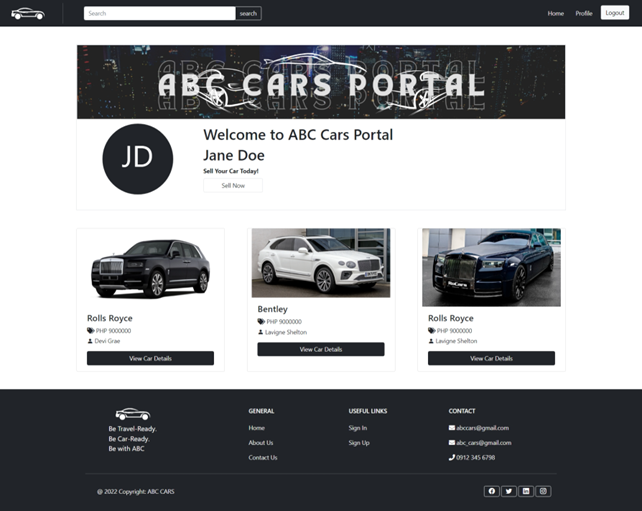 Search
search
Home
Profile
Logout
ABC CARS PORTAL
JD
Welcome to ABC Cars Portal
Jane Doe
Sell Your Car Today!
Sell Now
Rolls Royce
PHP 9000000
Devi Grae
View Car Details
Bentley
PHP 9000000
Lavigne Shelton
View Car Details
Rolls Royce
PHP 9000000
Lavigne Shelton
View Car Details
Be Travel-Ready.
Be Car-Ready.
Be with ABC
GENERAL
Home
About Us
Contact Us
USEFUL LINKS
Sign In
Sign Up
CONTACT
abccars@gmail.com
abc_cars@gmail.com
0912 345 6798
@ 2022 Copyright: ABC CARS